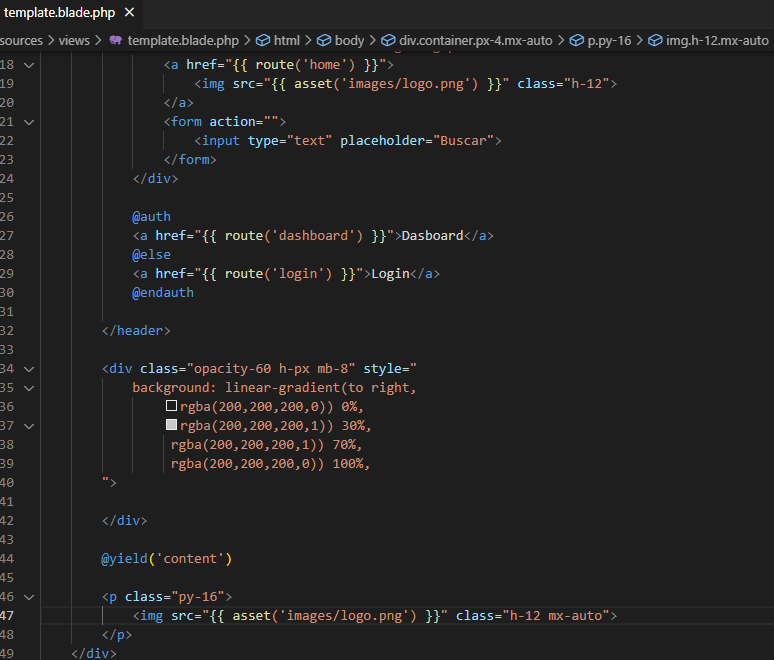 template.blade.php ×
sources > views > template.blade.php > html > body > div.container.px-4.mx-auto > p.py-16 > img.h-12.mx-auto
18 <a href="{{ route('home') }}">
19 <img src="{{ asset('images/logo.png') }}" class="h-12">
20 </a>
21 <form action="">
22 <input type="text" placeholder="Buscar">
23 </form>
24 </div>
25
26 @auth
27 <a href="{{ route('dashboard') }}">Dasboard</a>
28 @else
29 <a href="{{ route('login') }}">Login</a>
30 @endauth
31
32 </header>
33
34 <div class="opacity-60 h-px mb-8" style="
35 background: linear-gradient(to right,
36 rgba(200,200,200,0)) 0%,
37 rgba(200,200,200,1)) 30%,
38 rgba(200,200,200,1)) 70%,
39 rgba(200,200,200,0)) 100%,
40 ">
41
42 </div>
43
44 @yield('content')
45
46 <p class="py-16">
47 <img src="{{ asset('images/logo.png') }}" class="h-12 mx-auto">
48 </p>
49 </div>